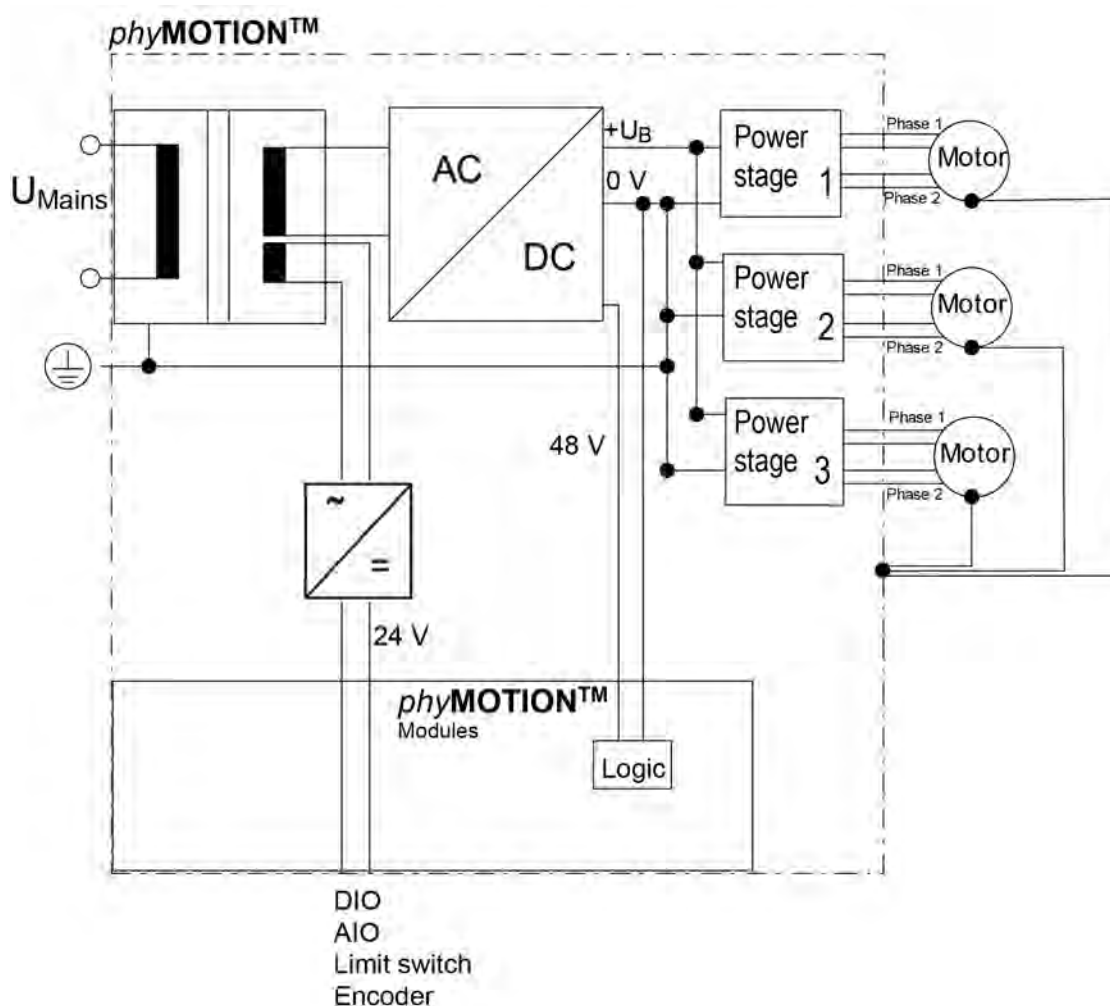 phyMOTION™
U Mains
AC
DC
+UB
0 V
Power
stage 1
Phase 1
Phase 2
Motor
Power
stage 2
Phase 1
Phase 2
Motor
Power
stage 3
Phase 1
Phase 2
Motor
48 V
~
=
24 V
phyMOTION™
Modules
Logic
DIO
AIO
Limit switch
Encoder